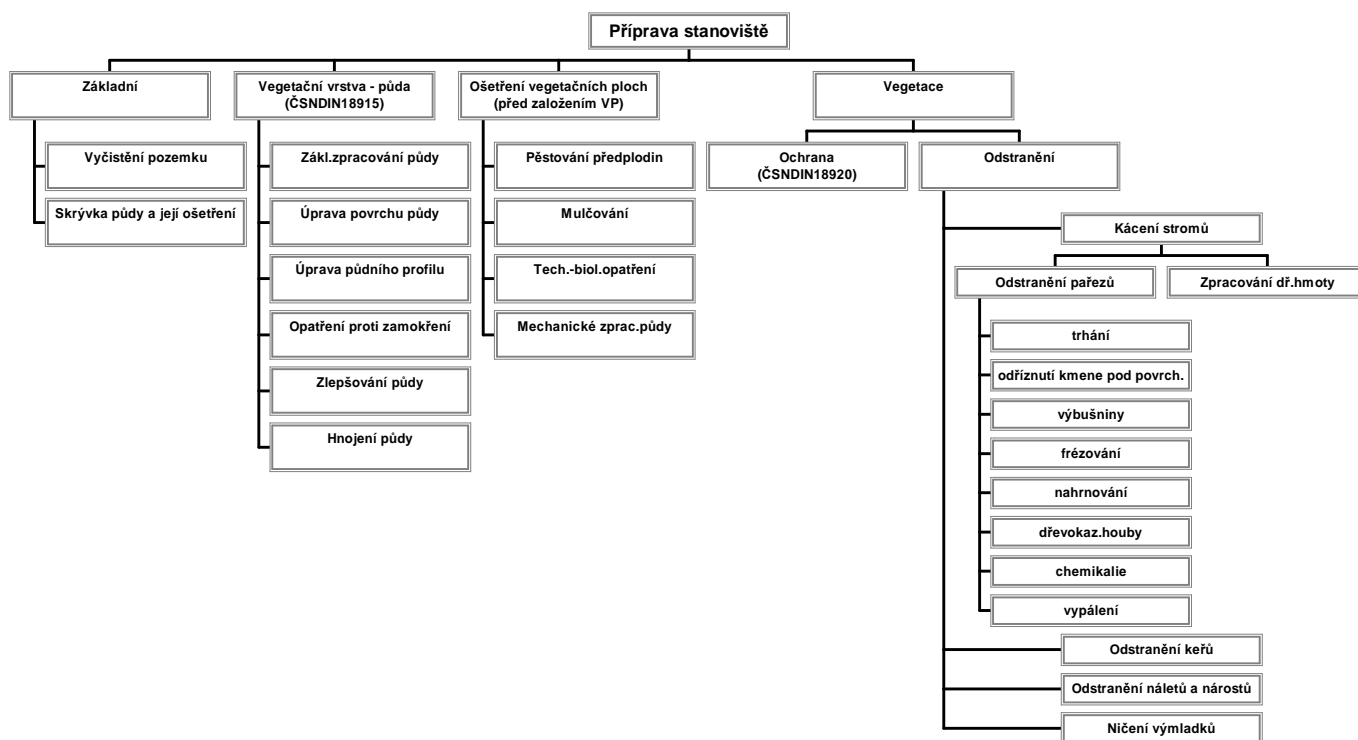 Příprava stanoviště
Základní
Vegetační vrstva - půda
(ČSNDIN18915)
Ošetření vegetačních ploch
(před založením VP)
Vegetace
Vyčistění pozemku
Skrývka půdy a její ošetření
Zákl.zpracování půdy
Úprava povrchu půdy
Úprava půdního profilu
Opatření proti zamokření
Zlepšování půdy
Hnojení půdy
Pěstování předplodin
Mulčování
Tech.-biol.opatření
Mechanické zprac.půdy
Ochrana
(ČSNDIN18920)
Odstranění
Kácení stromů
Odstranění pařezů
Zpracování dř.hmoty
trhání
odříznutí kmene pod povrch.
výbušniny
frézování
nahrnování
dřevokaz.houby
chemikalie
vypálení
Odstranění keřů
Odstranění náletů a nárostů
Ničení výmladků